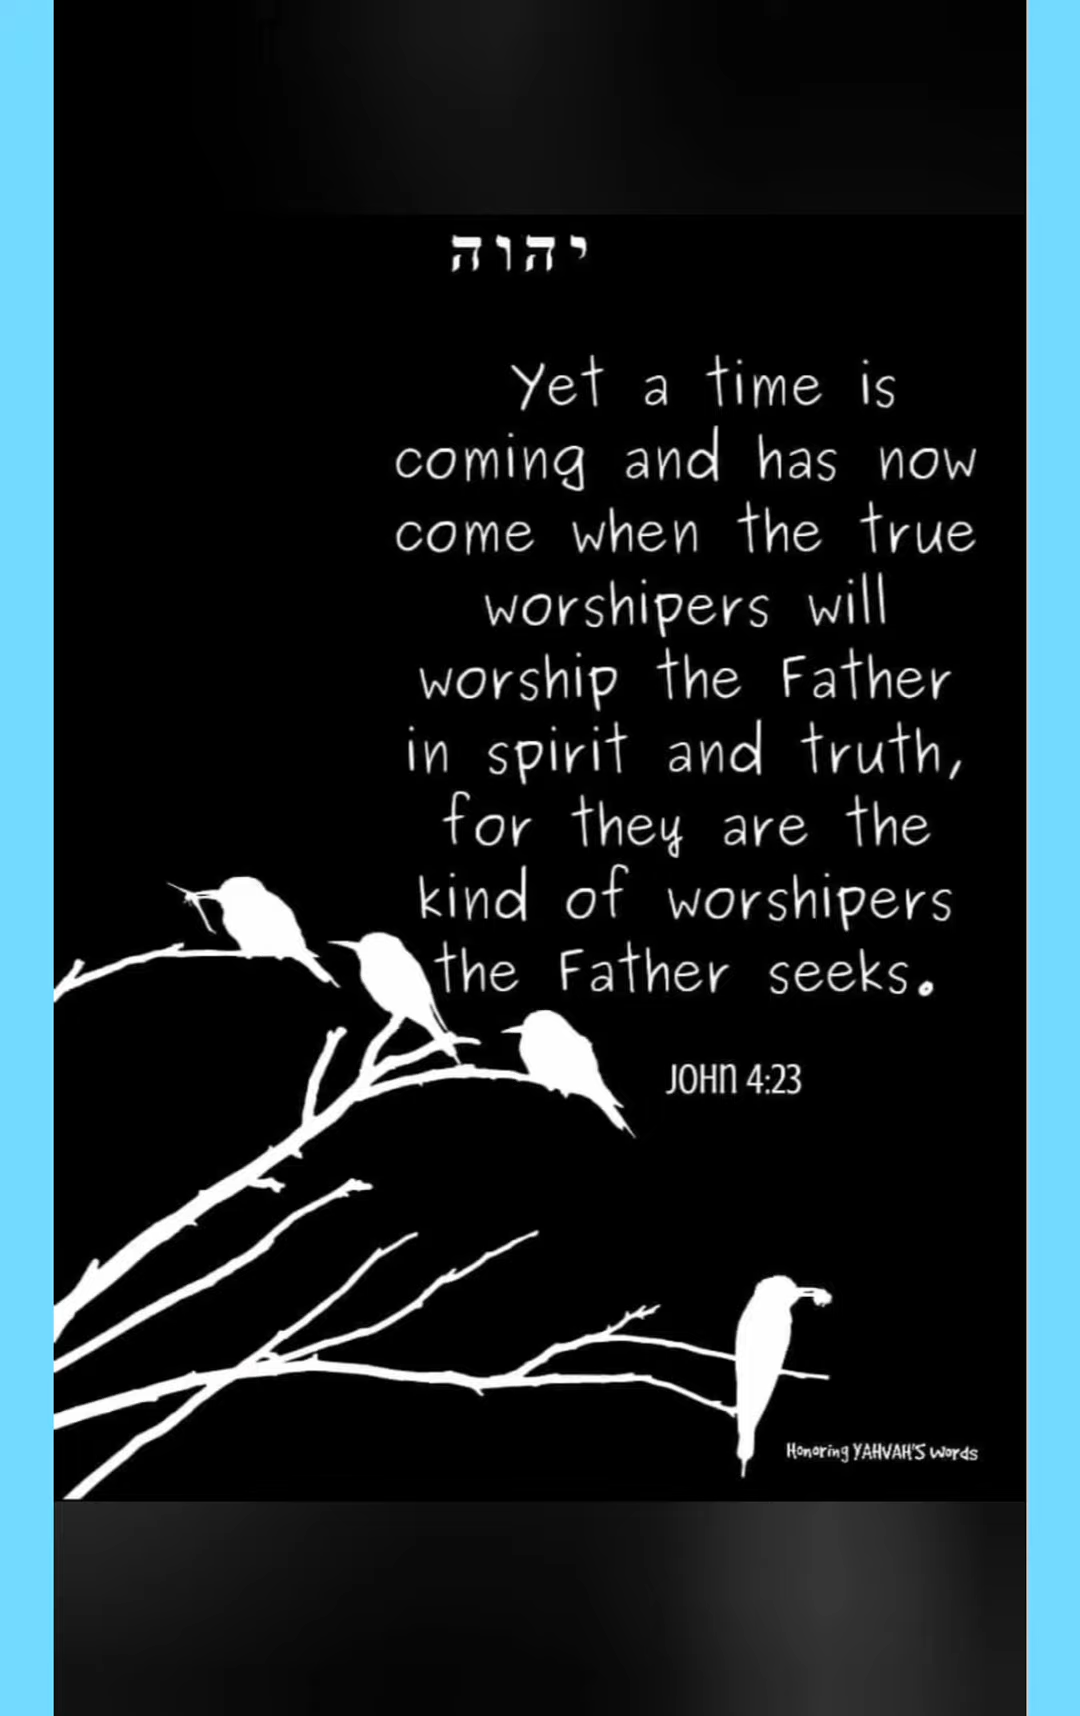 יהוה
Yet a time is
coming and has now
come when the true
worshipers will
worship the Father
in spirit and truth,
for they are the
kind of worshipers
the Father seeks.
JOHN 4:23
Honoring YAHVAH'S Words